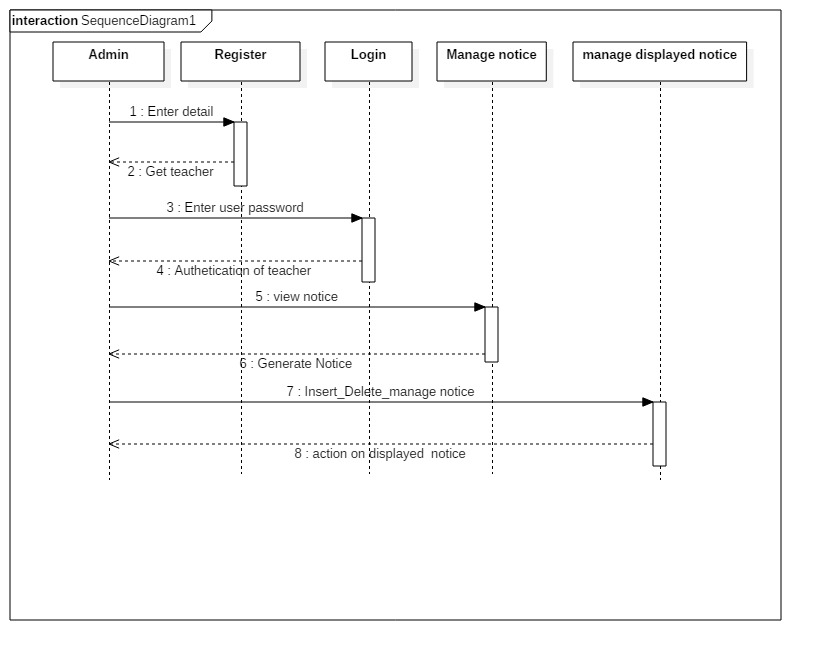 interaction SequenceDiagram1
Admin
Register
Login
Manage notice
manage displayed notice
1 : Enter detail
2 : Get teacher
3 : Enter user password
4 : Authetication of teacher
5 : view notice
6 : Generate Notice
7 : Insert_Delete_manage notice
8 : action on displayed  notice